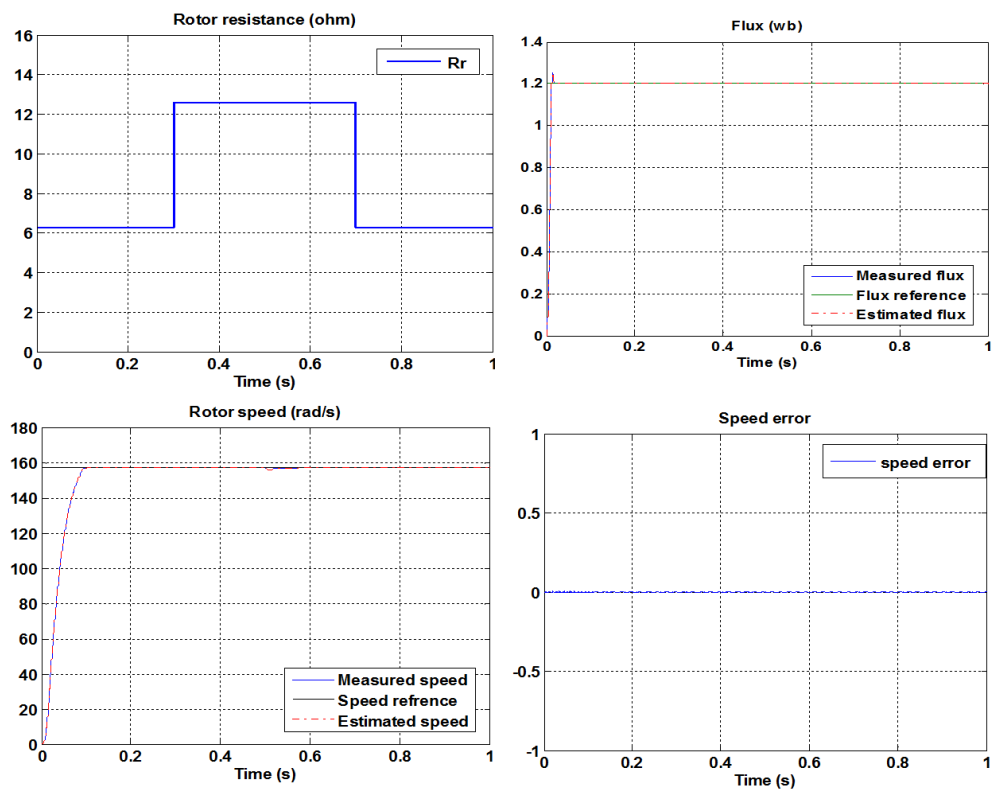 Rotor resistance (ohm)
16
14
12
10
8
6
4
2
0
Rr
0 0.2 0.4 0.6 0.8 1
Time (s)
Flux (wb)
1.4
1.2
1.0
0.8
0.6
0.4
0.2
0
Measured flux
Flux reference
Estimated flux
0 0.2 0.4 0.6 0.8 1
Time (s)
Rotor speed (rad/s)
180
160
140
120
100
80
60
40
20
0
Measured speed
Speed refrence
Estimated speed
0 0.2 0.4 0.6 0.8 1
Time (s)
Speed error
1
0.5
0
-0.5
-1
speed error
0 0.2 0.4 0.6 0.8 1
Time (s)